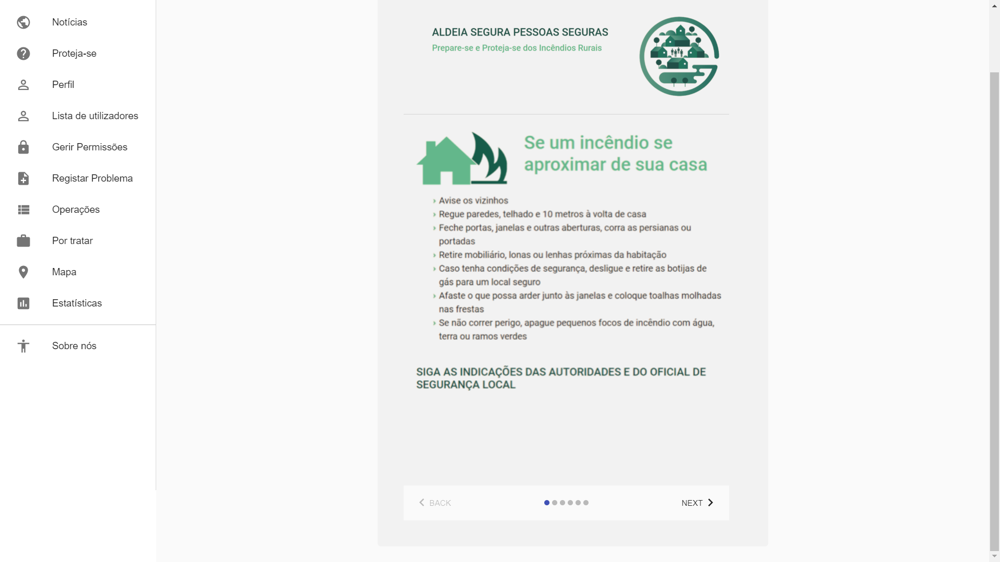 Notícias
Proteja-se
Perfil
Lista de utilizadores
Gerir Permissões
Registar Problema
Operações
Por tratar
Mapa
Estatísticas
Sobre nós
ALDEIA SEGURA PESSOAS SEGURAS
Prepare-se e Proteja-se dos Incêndios Rurais
Se um incêndio se
aproximar de sua casa
› Avise os vizinhos
› Regue paredes, telhado e 10 metros à volta de casa
› Feche portas, janelas e outras aberturas, corra as persianas ou
portadas
› Retire mobiliário, lonas ou lenhas próximas da habitação
› Caso tenha condições de segurança, desligue e retire as botijas de
gás para um local seguro
› Afaste o que possa arder junto às janelas e coloque toalhas molhadas
nas frestas
› Se não correr perigo, apague pequenos focos de incêndio com água,
terra ou ramos verdes
SIGA AS INDICAÇÕES DAS AUTORIDADES E DO OFICIAL DE
SEGURANÇA LOCAL
BACK
NEXT